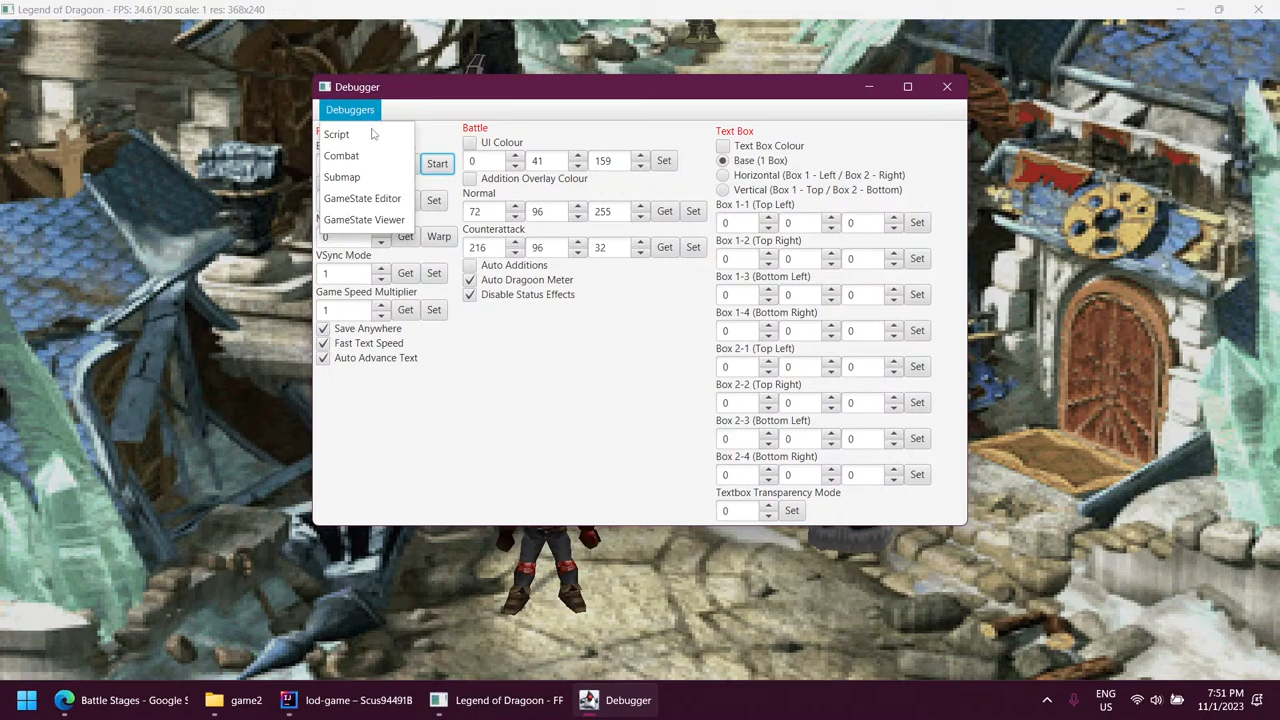 Legend of Dragoon - FPS: 34.61/30 scale: 1 res: 368x240
Debugger
Debuggers
Script
Combat
Submap
GameState Editor
GameState Viewer
Start
Set
0
Get
Warp
VSync Mode
1
Get
Set
Game Speed Multiplier
1
Get
Set
Save Anywhere
Fast Text Speed
Auto Advance Text
Battle
UI Colour
0
41
159
Set
Addition Overlay Colour
Normal
72
96
255
Get
Set
Counterattack
216
96
32
Get
Set
Auto Additions
Auto Dragoon Meter
Disable Status Effects
Text Box
Text Box Colour
Base (1 Box)
Horizontal (Box 1 - Left / Box 2 - Right)
Vertical (Box 1 - Top / Box 2 - Bottom)
Box 1-1 (Top Left)
0
0
0
Set
Box 1-2 (Top Right)
0
0
0
Set
Box 1-3 (Bottom Left)
0
0
0
Set
Box 1-4 (Bottom Right)
0
0
0
Set
Box 2-1 (Top Left)
0
0
0
Set
Box 2-2 (Top Right)
0
0
0
Set
Box 2-3 (Bottom Left)
0
0
0
Set
Box 2-4 (Bottom Right)
0
0
0
Set
Textbox Transparency Mode
0
Set
Battle Stages - Google S
game2
lod-game – Scus94491B
Legend of Dragoon - FF
Debugger
ENG
US
7:51 PM
11/1/2023